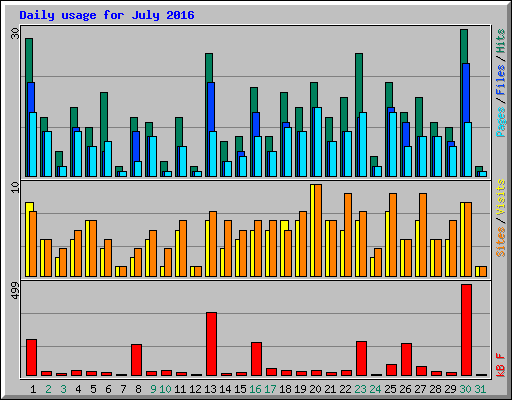 Daily usage for July 2016
30
Pages / Files / Hits
10
Sites / Visits
499
kB F
1 2 3 4 5 6 7 8 9 10 11 12 13 14 15 16 17 18 19 20 21 22 23 24 25 26 27 28 29 30 31